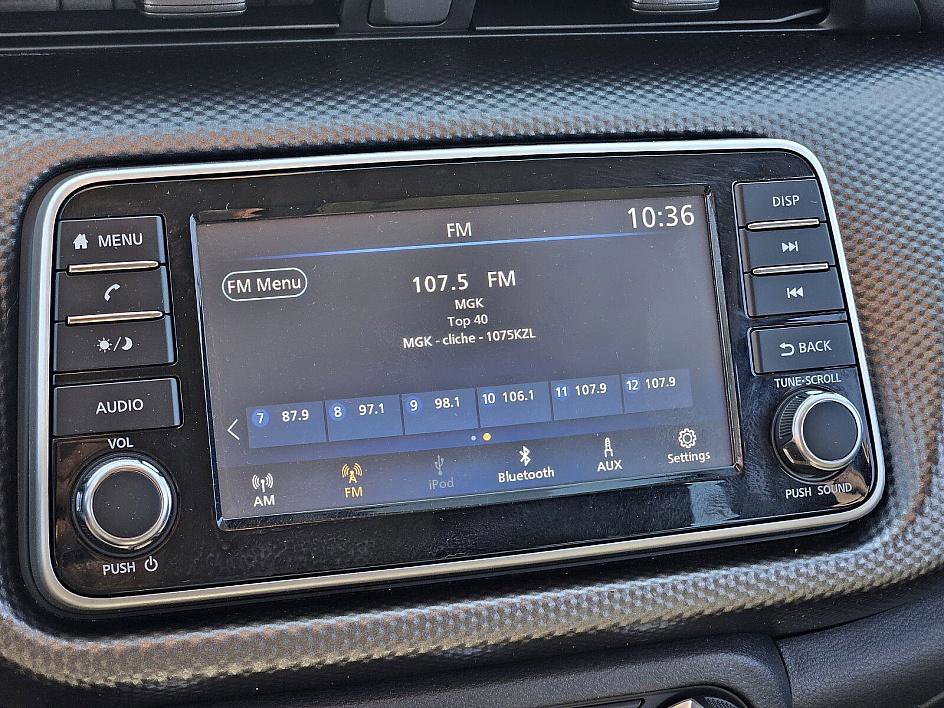 MENU
AUDIO
VOL
PUSH
FM
10:36
FM Menu
107.5 FM
MGK
Top 40
MGK - cliche - 1075KZL
7 87.9
8 97.1
9 98.1
10 106.1
11 107.9
12 107.9
AM
FM
iPod
Bluetooth
AUX
Settings
DISP
BACK
TUNE·SCROLL
PUSH SOUND